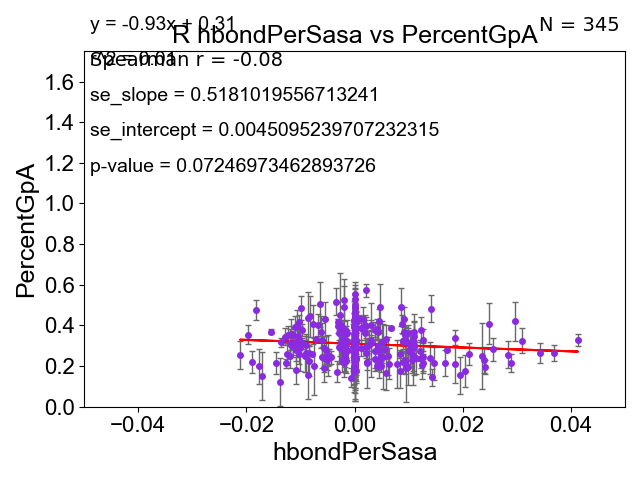 y = -0.93x + 0.31
N = 345
R hbondPerSasa vs PercentGpA
Spearman r = -0.08
se_slope = 0.5181019556713241
se_intercept = 0.0045095239707232315
p-value = 0.07246973462893726
PercentGpA
1.6
1.4
1.2
1.0
0.8
0.6
0.4
0.2
0.0
−0.04 −0.02 0.00 0.02 0.04
hbondPerSasa